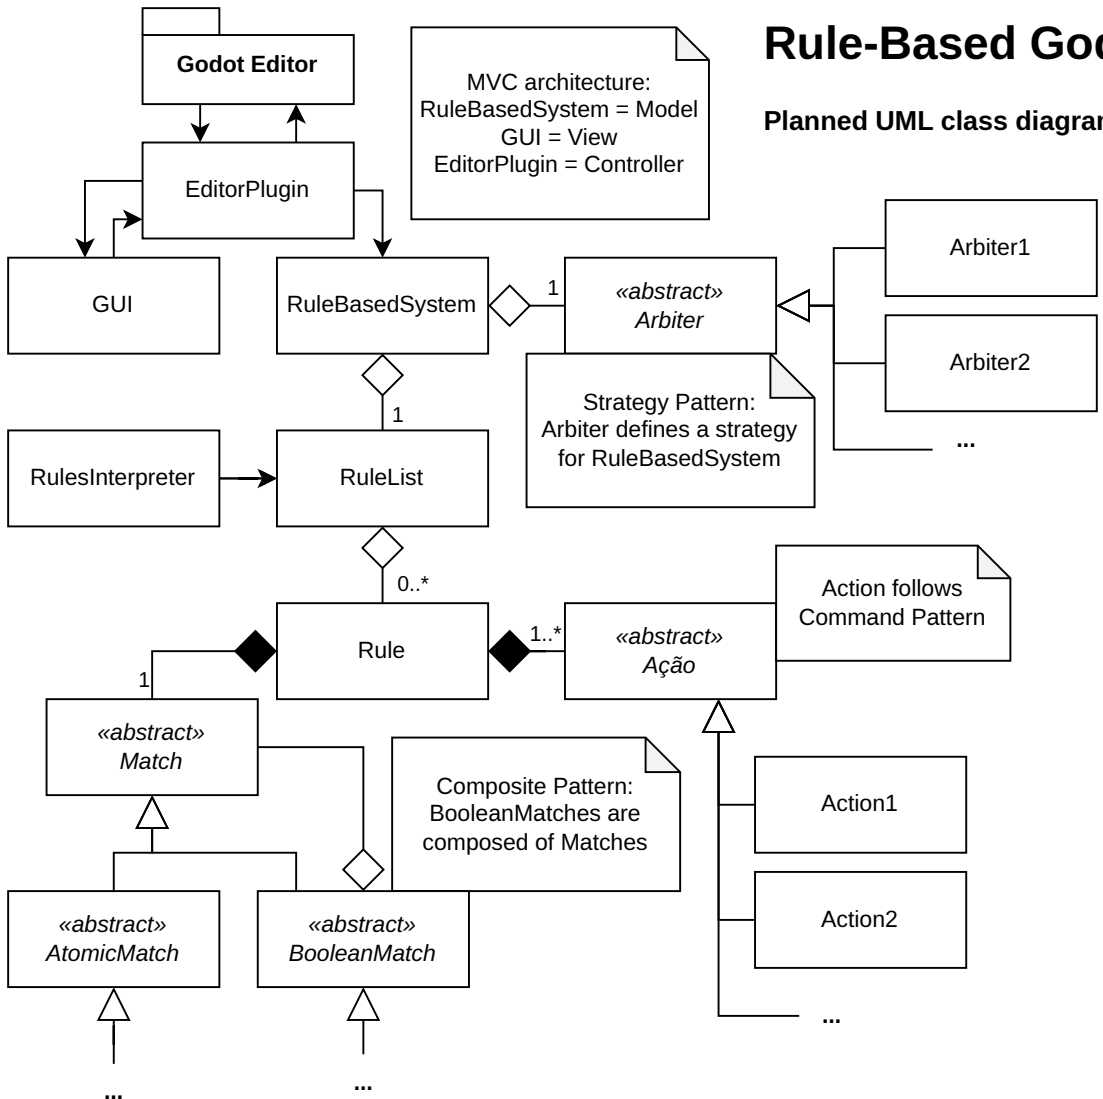 Rule-Based
Planned UML class
Godot Editor
MVC architecture:
RuleBasedSystem = Model
GUI = View
EditorPlugin = Controller
EditorPlugin
Arbiter1
GUI
RuleBasedSystem
1
«abstract»
Arbiter
Arbiter2
1
Strategy Pattern:
Arbiter defines a strategy
for RuleBasedSystem
...
RulesInterpreter
RuleList
0..*
Action follows
Command Pattern
Rule
1..*
«abstract»
Ação
1
«abstract»
Match
Composite Pattern:
BooleanMatches are
composed of Matches
Action1
«abstract»
AtomicMatch
«abstract»
BooleanMatch
Action2
...
...
...